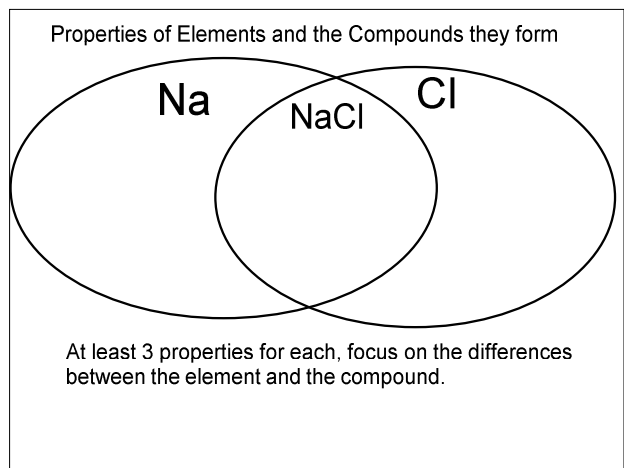 Properties of Elements and the Compounds they form
Na
NaCl
Cl
At least 3 properties for each, focus on the differences
between the element and the compound.